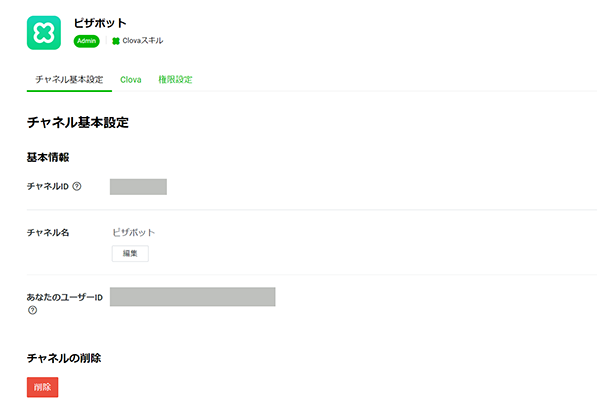 ピザボット
Admin Clovaスキル
チャネル基本設定 Clova 権限設定
チャネル基本設定
基本情報
チャネルID ?
チャネル名 ピザボット
編集
あなたのユーザーID
?
チャネルの削除
削除